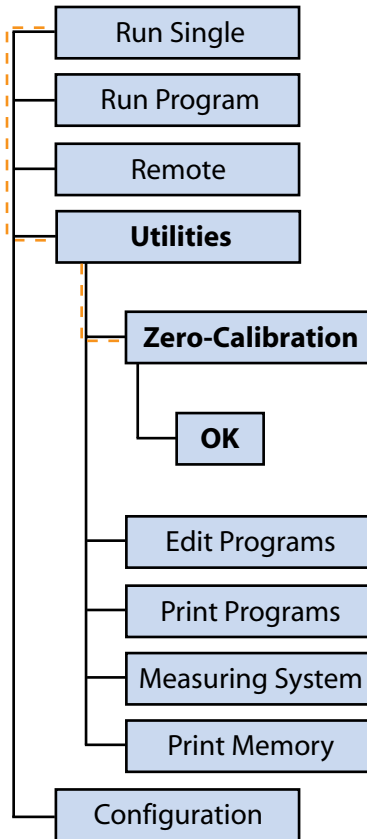 Run Single
Run Program
Remote
Utilities
Zero-Calibration
OK
Edit Programs
Print Programs
Measuring System
Print Memory
Configuration